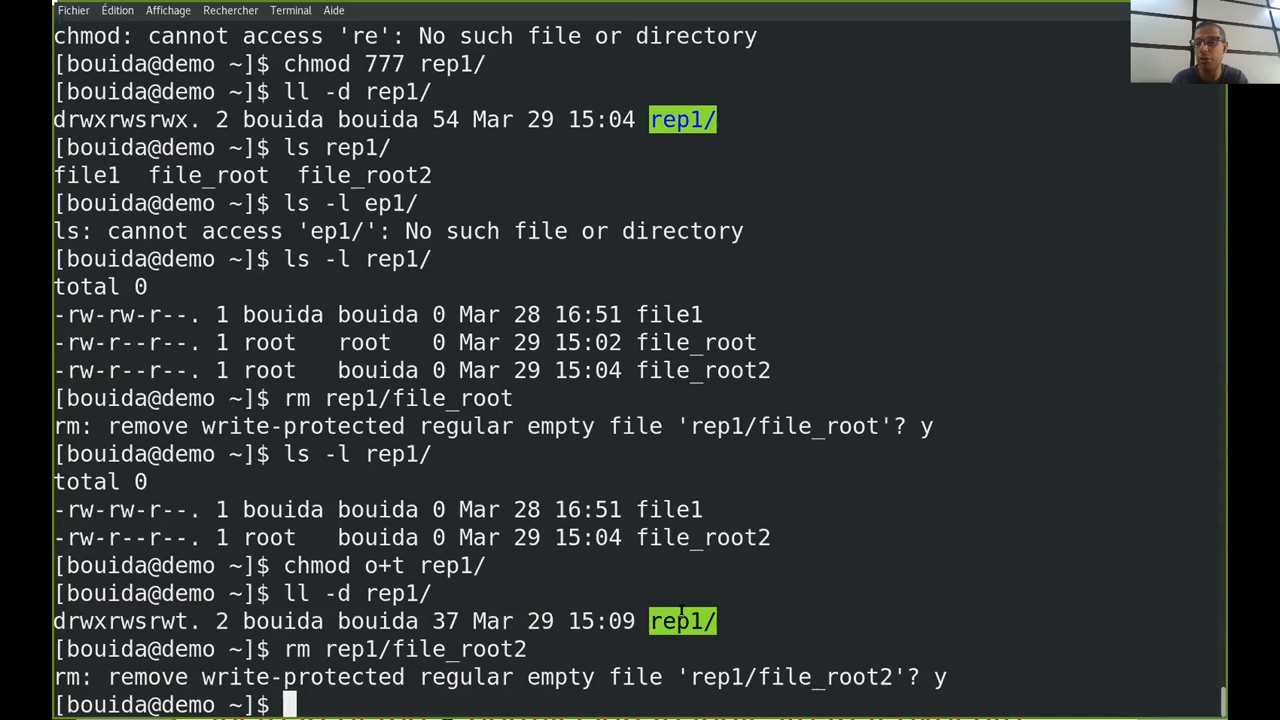 Fichier Édition Affichage Rechercher Terminal Aide
chmod: cannot access 're': No such file or directory
[bouida@demo ~]$ chmod 777 rep1/
[bouida@demo ~]$ ll -d rep1/
drwxrwsrwx. 2 bouida bouida 54 Mar 29 15:04 rep1/
[bouida@demo ~]$ ls rep1/
file1  file_root  file_root2
[bouida@demo ~]$ ls -l ep1/
ls: cannot access 'ep1/': No such file or directory
[bouida@demo ~]$ ls -l rep1/
total 0
-rw-rw-r--. 1 bouida bouida 0 Mar 28 16:51 file1
-rw-r--r--. 1 root   root   0 Mar 29 15:02 file_root
-rw-r--r--. 1 root   bouida 0 Mar 29 15:04 file_root2
[bouida@demo ~]$ rm rep1/file_root
rm: remove write-protected regular empty file 'rep1/file_root'? y
[bouida@demo ~]$ ls -l rep1/
total 0
-rw-rw-r--. 1 bouida bouida 0 Mar 28 16:51 file1
-rw-r--r--. 1 root   bouida 0 Mar 29 15:04 file_root2
[bouida@demo ~]$ chmod o+t rep1/
[bouida@demo ~]$ ll -d rep1/
drwxrwsrwt. 2 bouida bouida 37 Mar 29 15:09 rep1/
[bouida@demo ~]$ rm rep1/file_root2
rm: remove write-protected regular empty file 'rep1/file_root2'? y
[bouida@demo ~]$